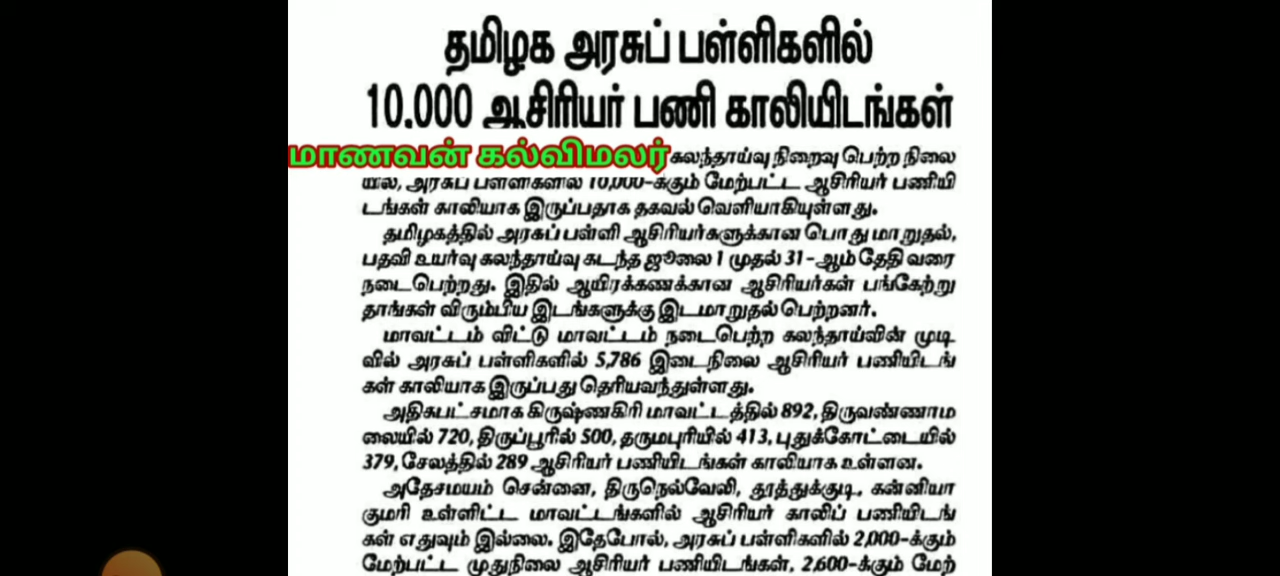 தமிழக அரசுப் பள்ளிகளில்
10,000 ஆசிரியர் பணி காலியிடங்கள்
மாணவன் கல்விமலர் கலந்தாய்வு நிறைவு பெற்ற நிலை
யில், அரசுப் பள்ளிகளில் 10,000-க்கும் மேற்பட்ட ஆசிரியர் பணியி
டங்கள் காலியாக இருப்பதாக தகவல் வெளியாகியுள்ளது.
தமிழகத்தில் அரசுப் பள்ளி ஆசிரியர்களுக்கான பொது மாறுதல்,
பதவி உயர்வு கலந்தாய்வு கடந்த ஜூலை 1 முதல் 31-ஆம் தேதி வரை
நடைபெற்றது. இதில் ஆயிரக்கணக்கான ஆசிரியர்கள் பங்கேற்று
தாங்கள் விரும்பிய இடங்களுக்கு இடமாறுதல் பெற்றனர்.
மாவட்டம் விட்டு மாவட்டம் நடைபெற்ற கலந்தாய்வின் முடி
வில் அரசுப் பள்ளிகளில் 5,786 இடைநிலை ஆசிரியர் பணியிடங்
கள் காலியாக இருப்பது தெரியவந்துள்ளது.
அதிகபட்சமாக கிருஷ்ணகிரி மாவட்டத்தில் 892, திருவண்ணாம
லையில் 720, திருப்பூரில் 500, தருமபுரியில் 413, புதுக்கோட்டையில்
379, சேலத்தில் 289 ஆசிரியர் பணியிடங்கள் காலியாக உள்ளன.
அதேசமயம் சென்னை, திருநெல்வேலி, தூத்துக்குடி, கன்னியா
குமரி உள்ளிட்ட மாவட்டங்களில் ஆசிரியர் காலிப் பணியிடங்
கள் எதுவும் இல்லை. இதேபோல், அரசுப் பள்ளிகளில் 2,000-க்கும்
மேற்பட்ட முதுநிலை ஆசிரியர் பணியிடங்கள், 2,600-க்கும் மேற்